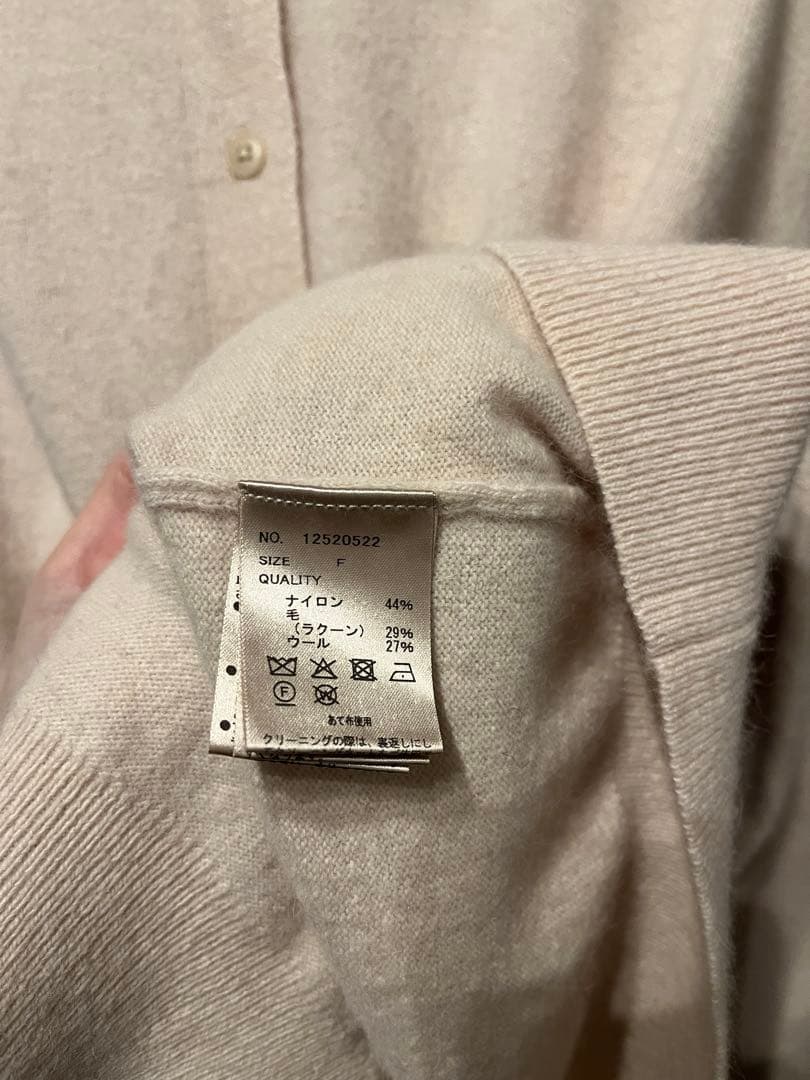 NO. 12520522
SIZE F
QUALITY
ナイロン 44%
毛
(ラクーン) 29%
ウール 27%
F
W
あて布使用
クリーニングの際は、裏返しにし